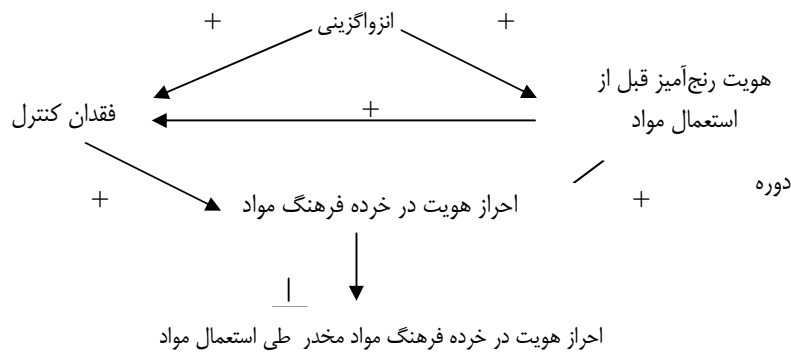 + انزواگزینی +
هویت رنج‌آمیز قبل از
استعمال مواد
فقدان کنترل
+
دوره
+ احراز هویت در خرده فرهنگ مواد +
احراز هویت در خرده فرهنگ مواد مخدر طی استعمال مواد